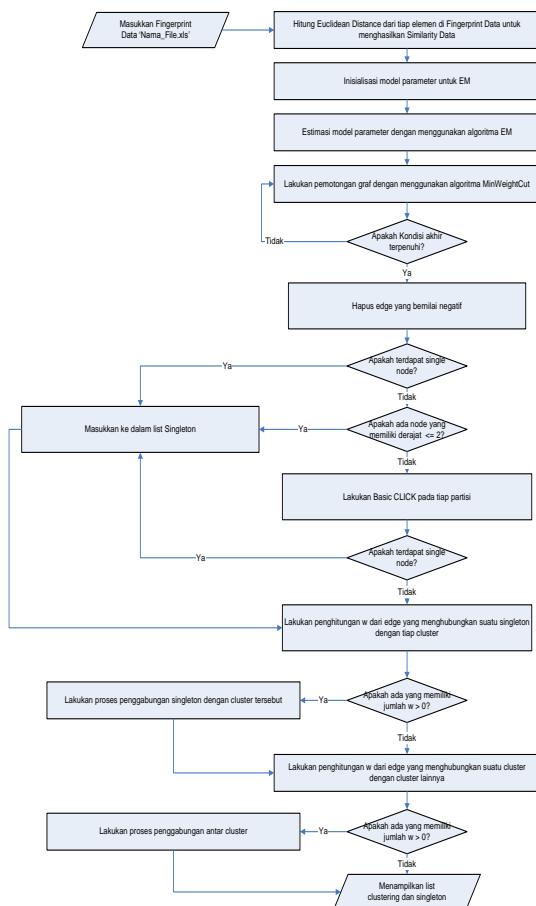 Masukkan Fingerprint
Data 'Nama_File.xls'
Hitung Euclidean Distance dari tiap elemen di Fingerprint Data untuk
menghasilkan Similarity Data
Inisialisasi model parameter untuk EM
Estimasi model parameter dengan menggunakan algoritma EM
Lakukan pemotongan graf dengan menggunakan algoritma MinWeightCut
Apakah Kondisi akhir
terpenuhi?
Tidak
Ya
Hapus edge yang bernilai negatif
Apakah terdapat single
node?
Ya
Tidak
Masukkan ke dalam list Singleton
Ya
Apakah ada node yang
memiliki derajat <= 2?
Tidak
Lakukan Basic CLICK pada tiap partisi
Ya
Apakah terdapat single
node?
Tidak
Lakukan penghitungan w dari edge yang menghubungkan suatu singleton
dengan tiap cluster
Lakukan proses penggabungan singleton dengan cluster tersebut
Ya
Apakah ada yang memiliki
jumlah w > 0?
Tidak
Lakukan penghitungan w dari edge yang menghubungkan suatu cluster
dengan cluster lainnya
Lakukan proses penggabungan antar cluster
Ya
Apakah ada yang memiliki
jumlah w > 0?
Tidak
Menampilkan list
clustering dan singleton